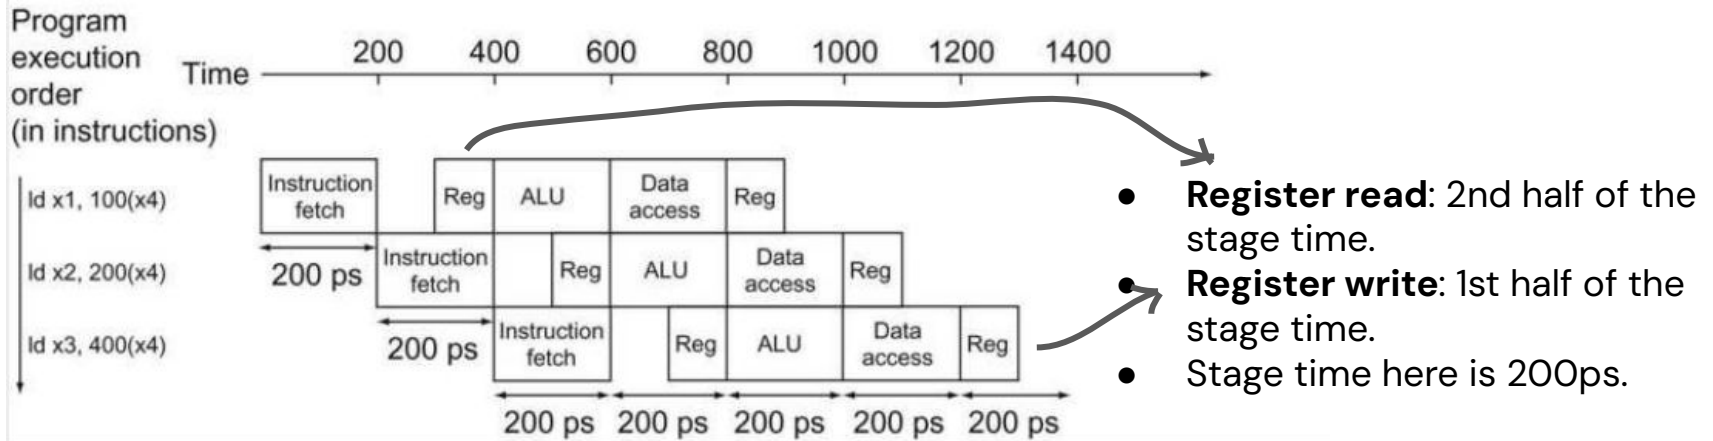 Program
execution
order
(in instructions)
Time
200 400 600 800 1000 1200 1400
ld x1, 100(x4)
Instruction
fetch
Reg
ALU
Data
access
Reg
200 ps
ld x2, 200(x4)
Instruction
fetch
Reg
ALU
Data
access
Reg
200 ps
ld x3, 400(x4)
Instruction
fetch
Reg
ALU
Data
access
Reg
200 ps 200 ps 200 ps 200 ps 200 ps
● Register read: 2nd half of the
stage time.
● Register write: 1st half of the
stage time.
● Stage time here is 200ps.